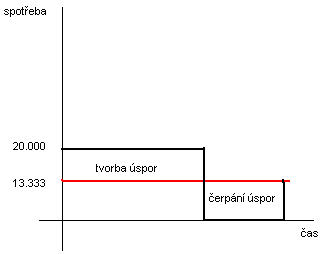 spotřeba
20.000
tvorba úspor
13.333
čerpání úspor
čas